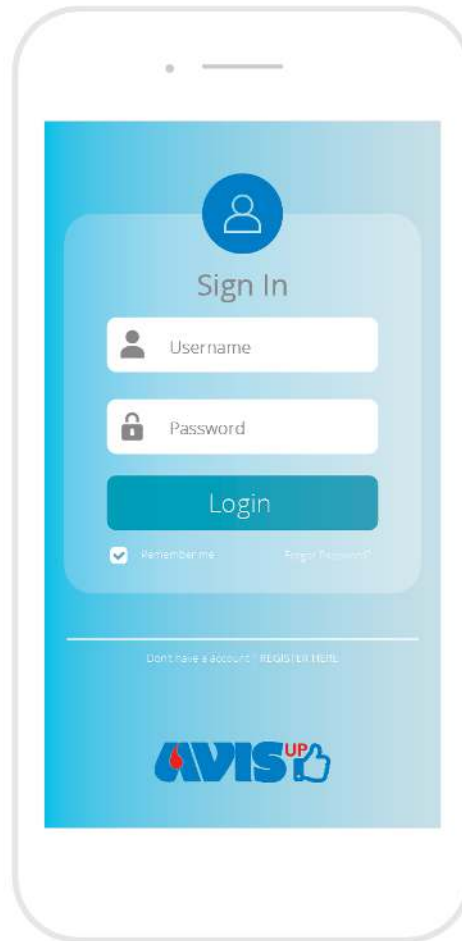 Sign In
Username
Password
Login
Remember me
Forgot Password?
Don't have a account? REGISTER HERE
AVIS UP